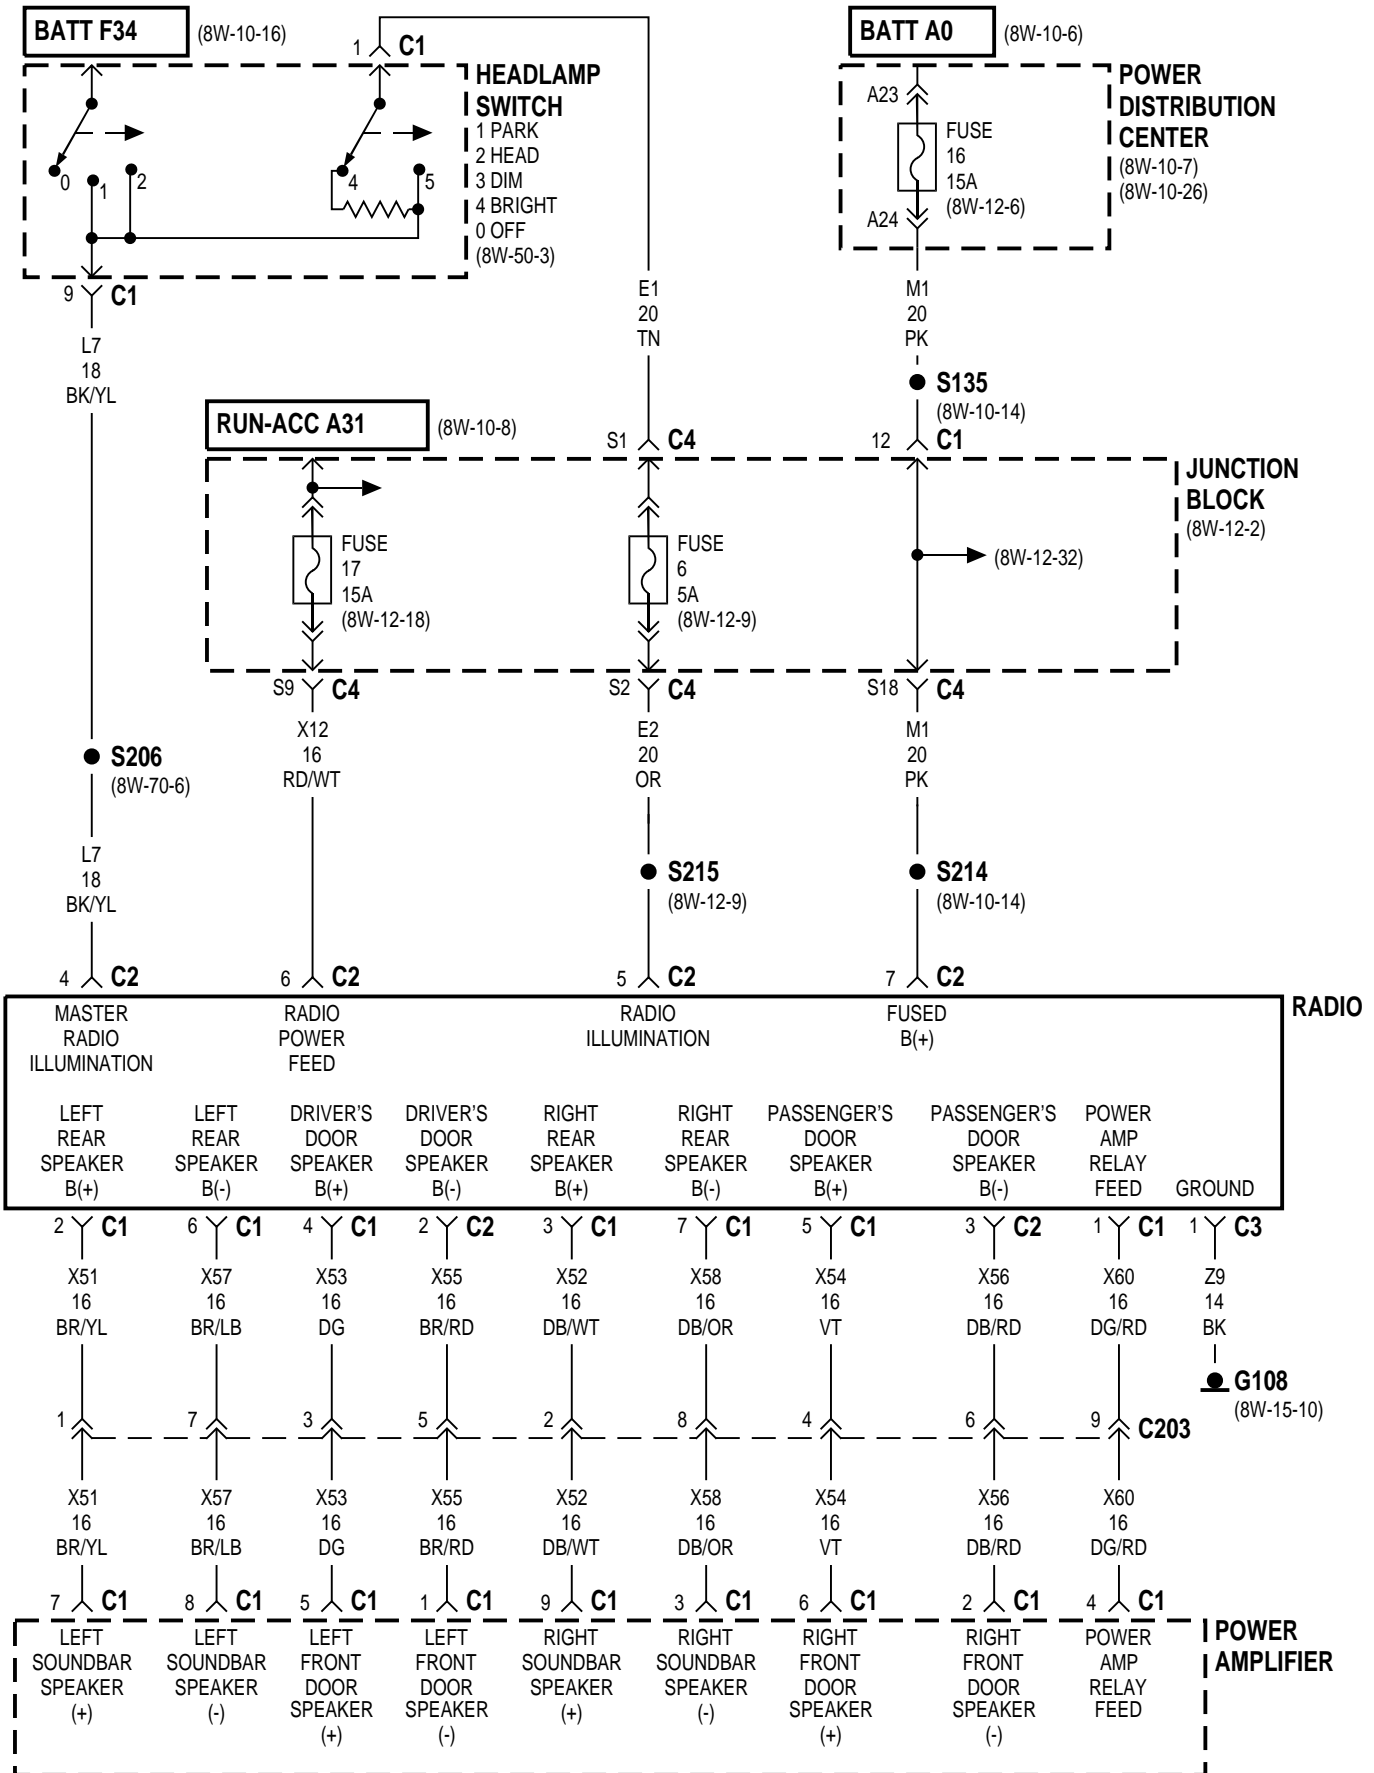 BATT F34
(8W-10-16)
1
C1
BATT A0
(8W-10-6)
HEADLAMP
SWITCH
1 PARK
2 HEAD
3 DIM
4 BRIGHT
0 OFF
(8W-50-3)
0
1
2
4
5
A23
FUSE
16
15A
(8W-12-6)
A24
POWER
DISTRIBUTION
CENTER
(8W-10-7)
(8W-10-26)
9
C1
L7
18
BK/YL
E1
20
TN
M1
20
PK
S135
(8W-10-14)
RUN-ACC A31
(8W-10-8)
S1
C4
12
C1
JUNCTION
BLOCK
(8W-12-2)
FUSE
17
15A
(8W-12-18)
FUSE
6
5A
(8W-12-9)
(8W-12-32)
S9
C4
S2
C4
S18
C4
X12
16
RD/WT
E2
20
OR
M1
20
PK
S206
(8W-70-6)
L7
18
BK/YL
S215
(8W-12-9)
S214
(8W-10-14)
4
C2
6
C2
5
C2
7
C2
RADIO
MASTER
RADIO
ILLUMINATION
RADIO
POWER
FEED
RADIO
ILLUMINATION
FUSED
B(+)
LEFT
REAR
SPEAKER
B(+)
LEFT
REAR
SPEAKER
B(-)
DRIVER'S
DOOR
SPEAKER
B(+)
DRIVER'S
DOOR
SPEAKER
B(-)
RIGHT
REAR
SPEAKER
B(+)
RIGHT
REAR
SPEAKER
B(-)
PASSENGER'S
DOOR
SPEAKER
B(+)
PASSENGER'S
DOOR
SPEAKER
B(-)
POWER
AMP
RELAY
FEED
GROUND
2
C1
6
C1
4
C1
2
C2
3
C1
7
C1
5
C1
3
C2
1
C1
1
C3
X51
16
BR/YL
X57
16
BR/LB
X53
16
DG
X55
16
BR/RD
X52
16
DB/WT
X58
16
DB/OR
X54
16
VT
X56
16
DB/RD
X60
16
DG/RD
Z9
14
BK
G108
(8W-15-10)
1
7
3
5
2
8
4
6
9
C203
X51
16
BR/YL
X57
16
BR/LB
X53
16
DG
X55
16
BR/RD
X52
16
DB/WT
X58
16
DB/OR
X54
16
VT
X56
16
DB/RD
X60
16
DG/RD
7
C1
8
C1
5
C1
1
C1
9
C1
3
C1
6
C1
2
C1
4
C1
POWER
AMPLIFIER
LEFT
SOUNDBAR
SPEAKER
(+)
LEFT
SOUNDBAR
SPEAKER
(-)
LEFT
FRONT
DOOR
SPEAKER
(+)
LEFT
FRONT
DOOR
SPEAKER
(-)
RIGHT
SOUNDBAR
SPEAKER
(+)
RIGHT
SOUNDBAR
SPEAKER
(-)
RIGHT
FRONT
DOOR
SPEAKER
(+)
RIGHT
FRONT
DOOR
SPEAKER
(-)
POWER
AMP
RELAY
FEED